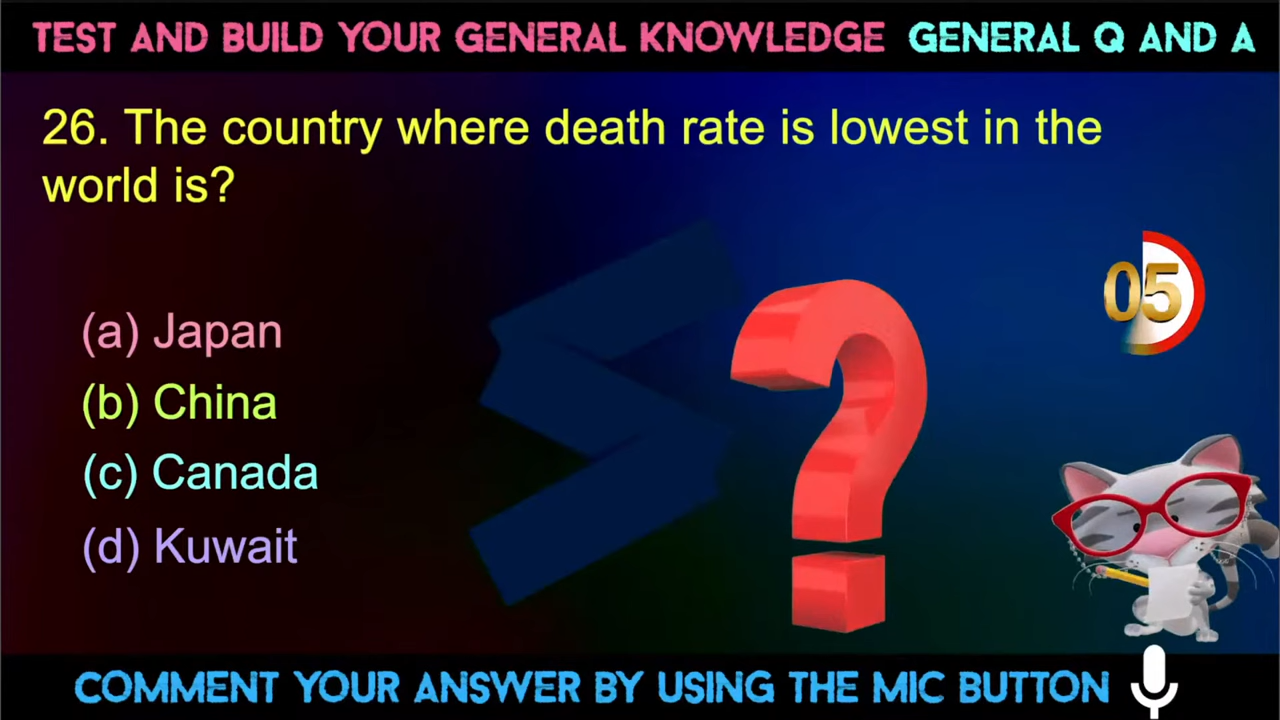 TEST AND BUILD YOUR GENERAL KNOWLEDGE GENERAL Q AND A
26. The country where death rate is lowest in the
world is?
05
(a) Japan
(b) China
(c) Canada
(d) Kuwait
COMMENT YOUR ANSWER BY USING THE MIC BUTTON